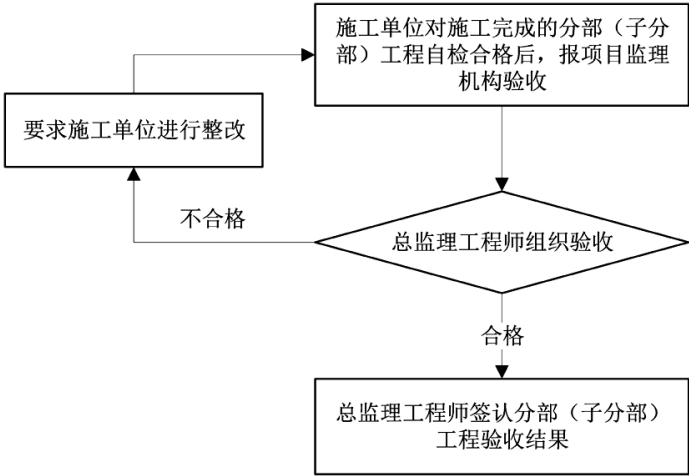 施工单位对施工完成的分部（子分
部）工程自检合格后，报项目监理
机构验收
要求施工单位进行整改
不合格
总监理工程师组织验收
合格
总监理工程师签认分部（子分部）
工程验收结果